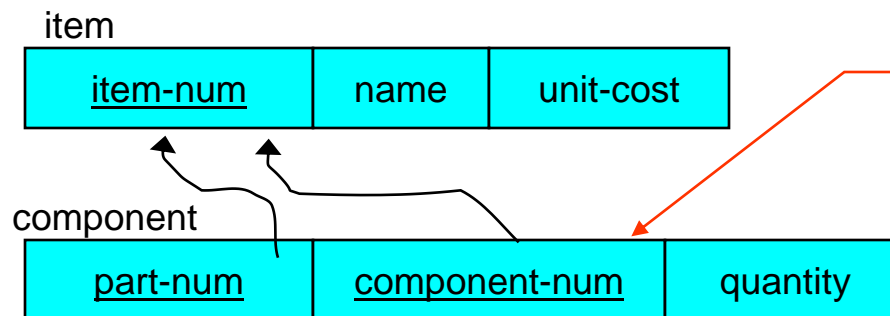 item
item-num name unit-cost
component
part-num component-num quantity